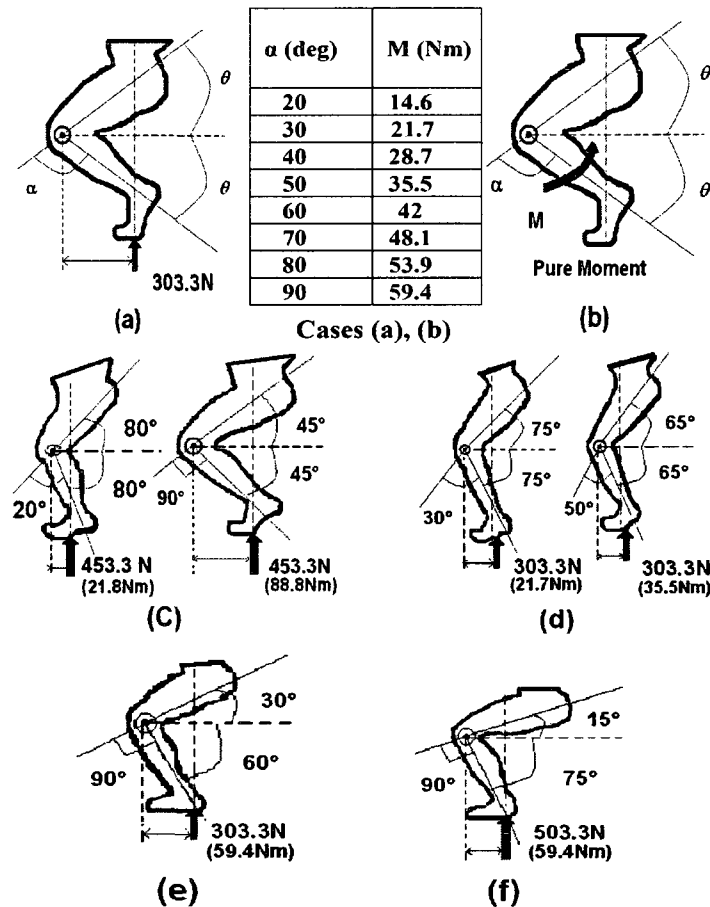 θ
θ
α
303.3N
(a)
α (deg) M (Nm)
20 14.6
30 21.7
40 28.7
50 35.5
60 42
70 48.1
80 53.9
90 59.4
Cases (a), (b)
θ
θ
α
M
Pure Moment
(b)
80°
80°
20°
453.3 N
(21.8Nm)
45°
45°
90°
453.3N
(88.8Nm)
(C)
75°
75°
30°
303.3N
(21.7Nm)
65°
65°
50°
303.3N
(35.5Nm)
(d)
30°
60°
90°
303.3N
(59.4Nm)
(e)
15°
75°
90°
503.3N
(59.4Nm)
(f)